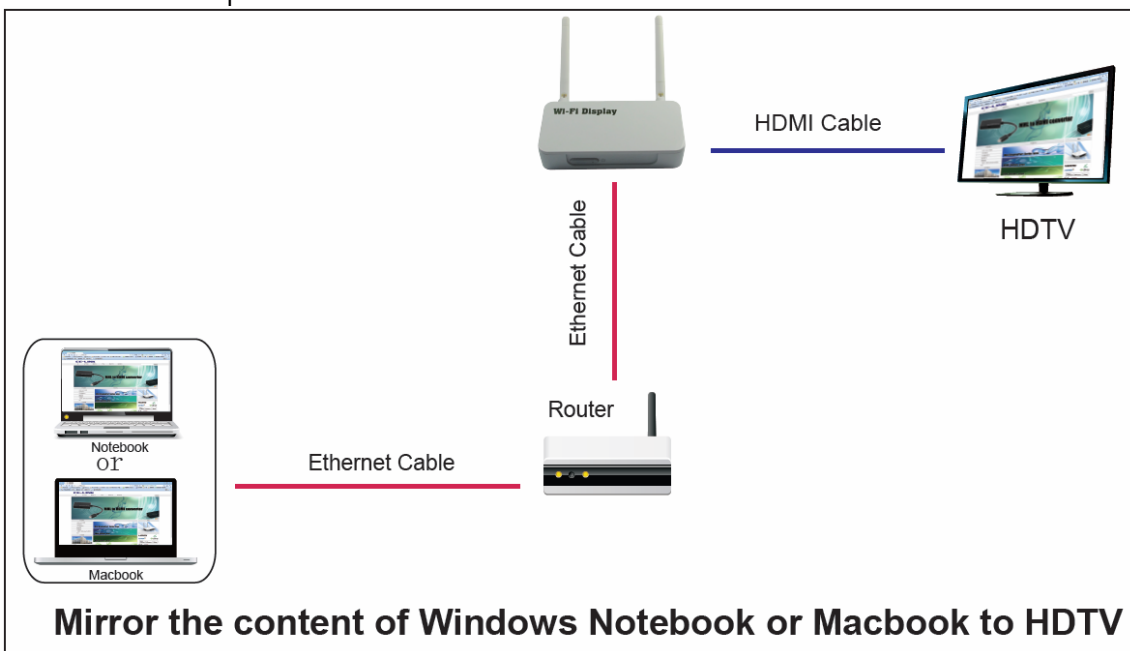 Wi-Fi Display
HDMI Cable
HDTV
Ethernet Cable
Router
Ethernet Cable
Notebook
or
Macbook
Mirror the content of Windows Notebook or Macbook to HDTV